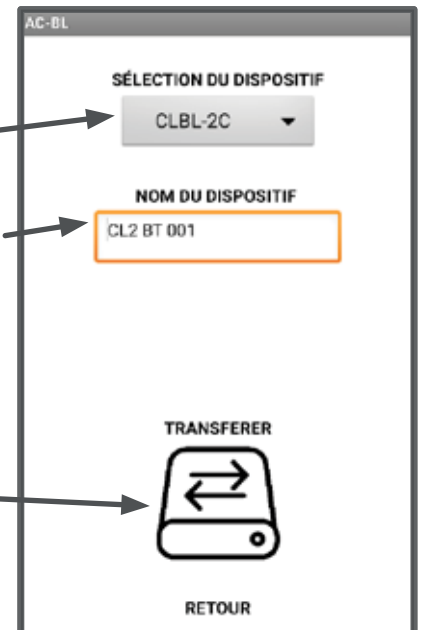 AC-BL
SÉLECTION DU DISPOSITIF
CLBL-2C
NOM DU DISPOSITIF
CL2 BT 001
TRANSFERER
RETOUR